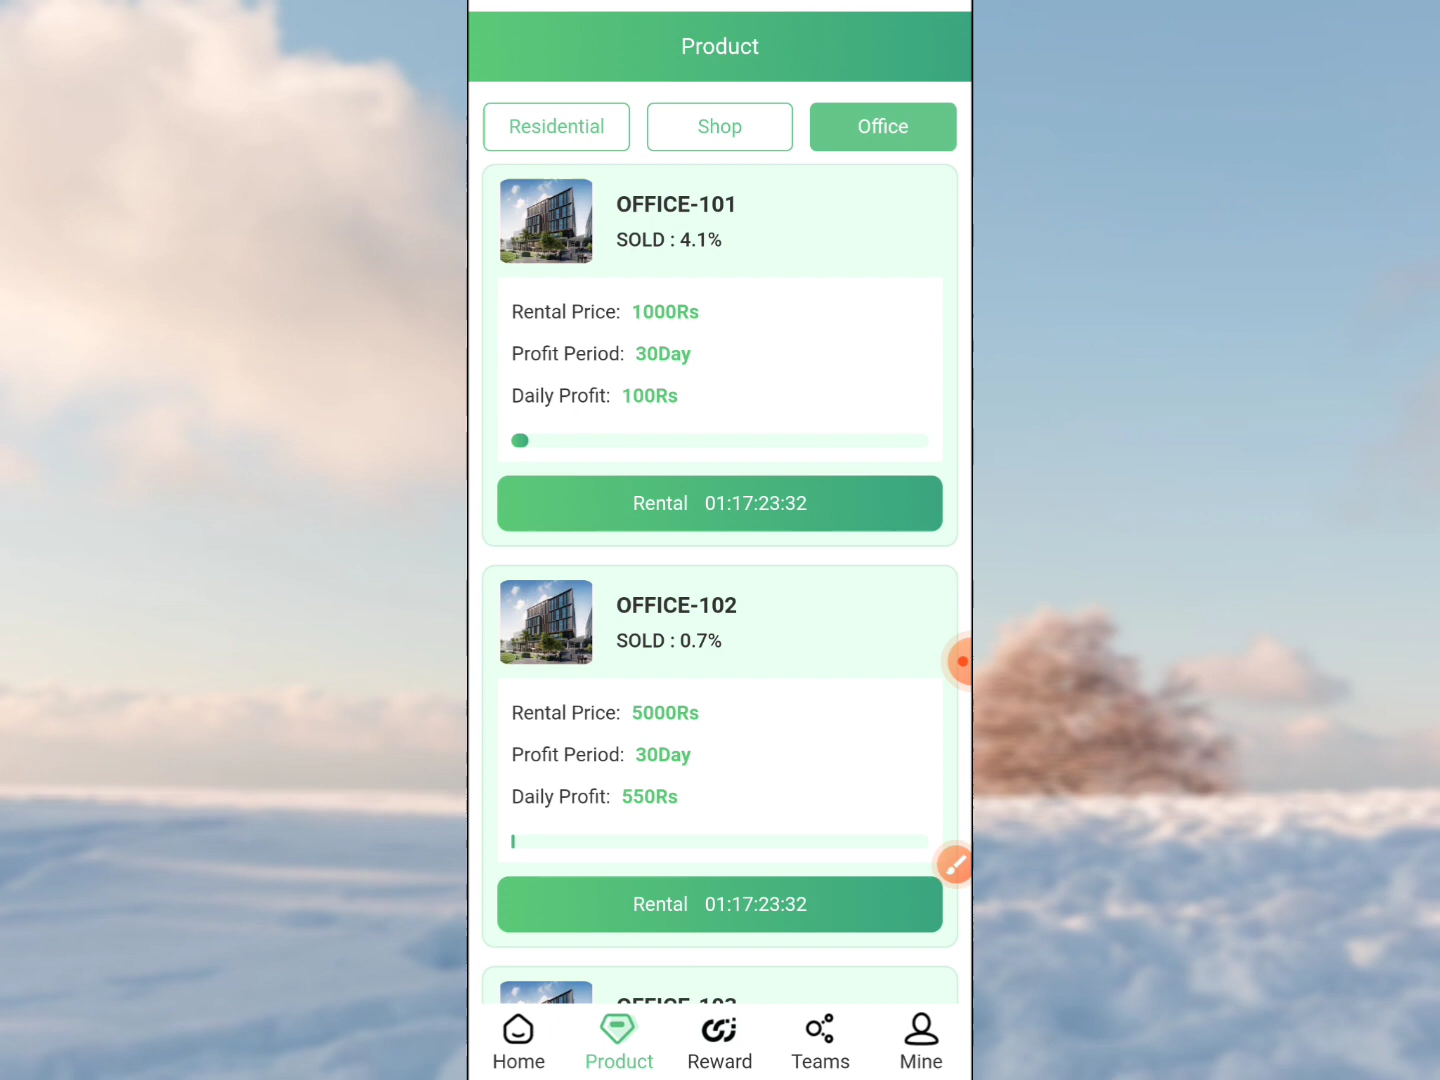 Product
Residential
Shop
Office
OFFICE-101
SOLD : 4.1%
Rental Price: 1000Rs
Profit Period: 30Day
Daily Profit: 100Rs
Rental 01:17:23:32
OFFICE-102
SOLD : 0.7%
Rental Price: 5000Rs
Profit Period: 30Day
Daily Profit: 550Rs
Rental 01:17:23:32
OFFICE-103
Home
Product
Reward
Teams
Mine